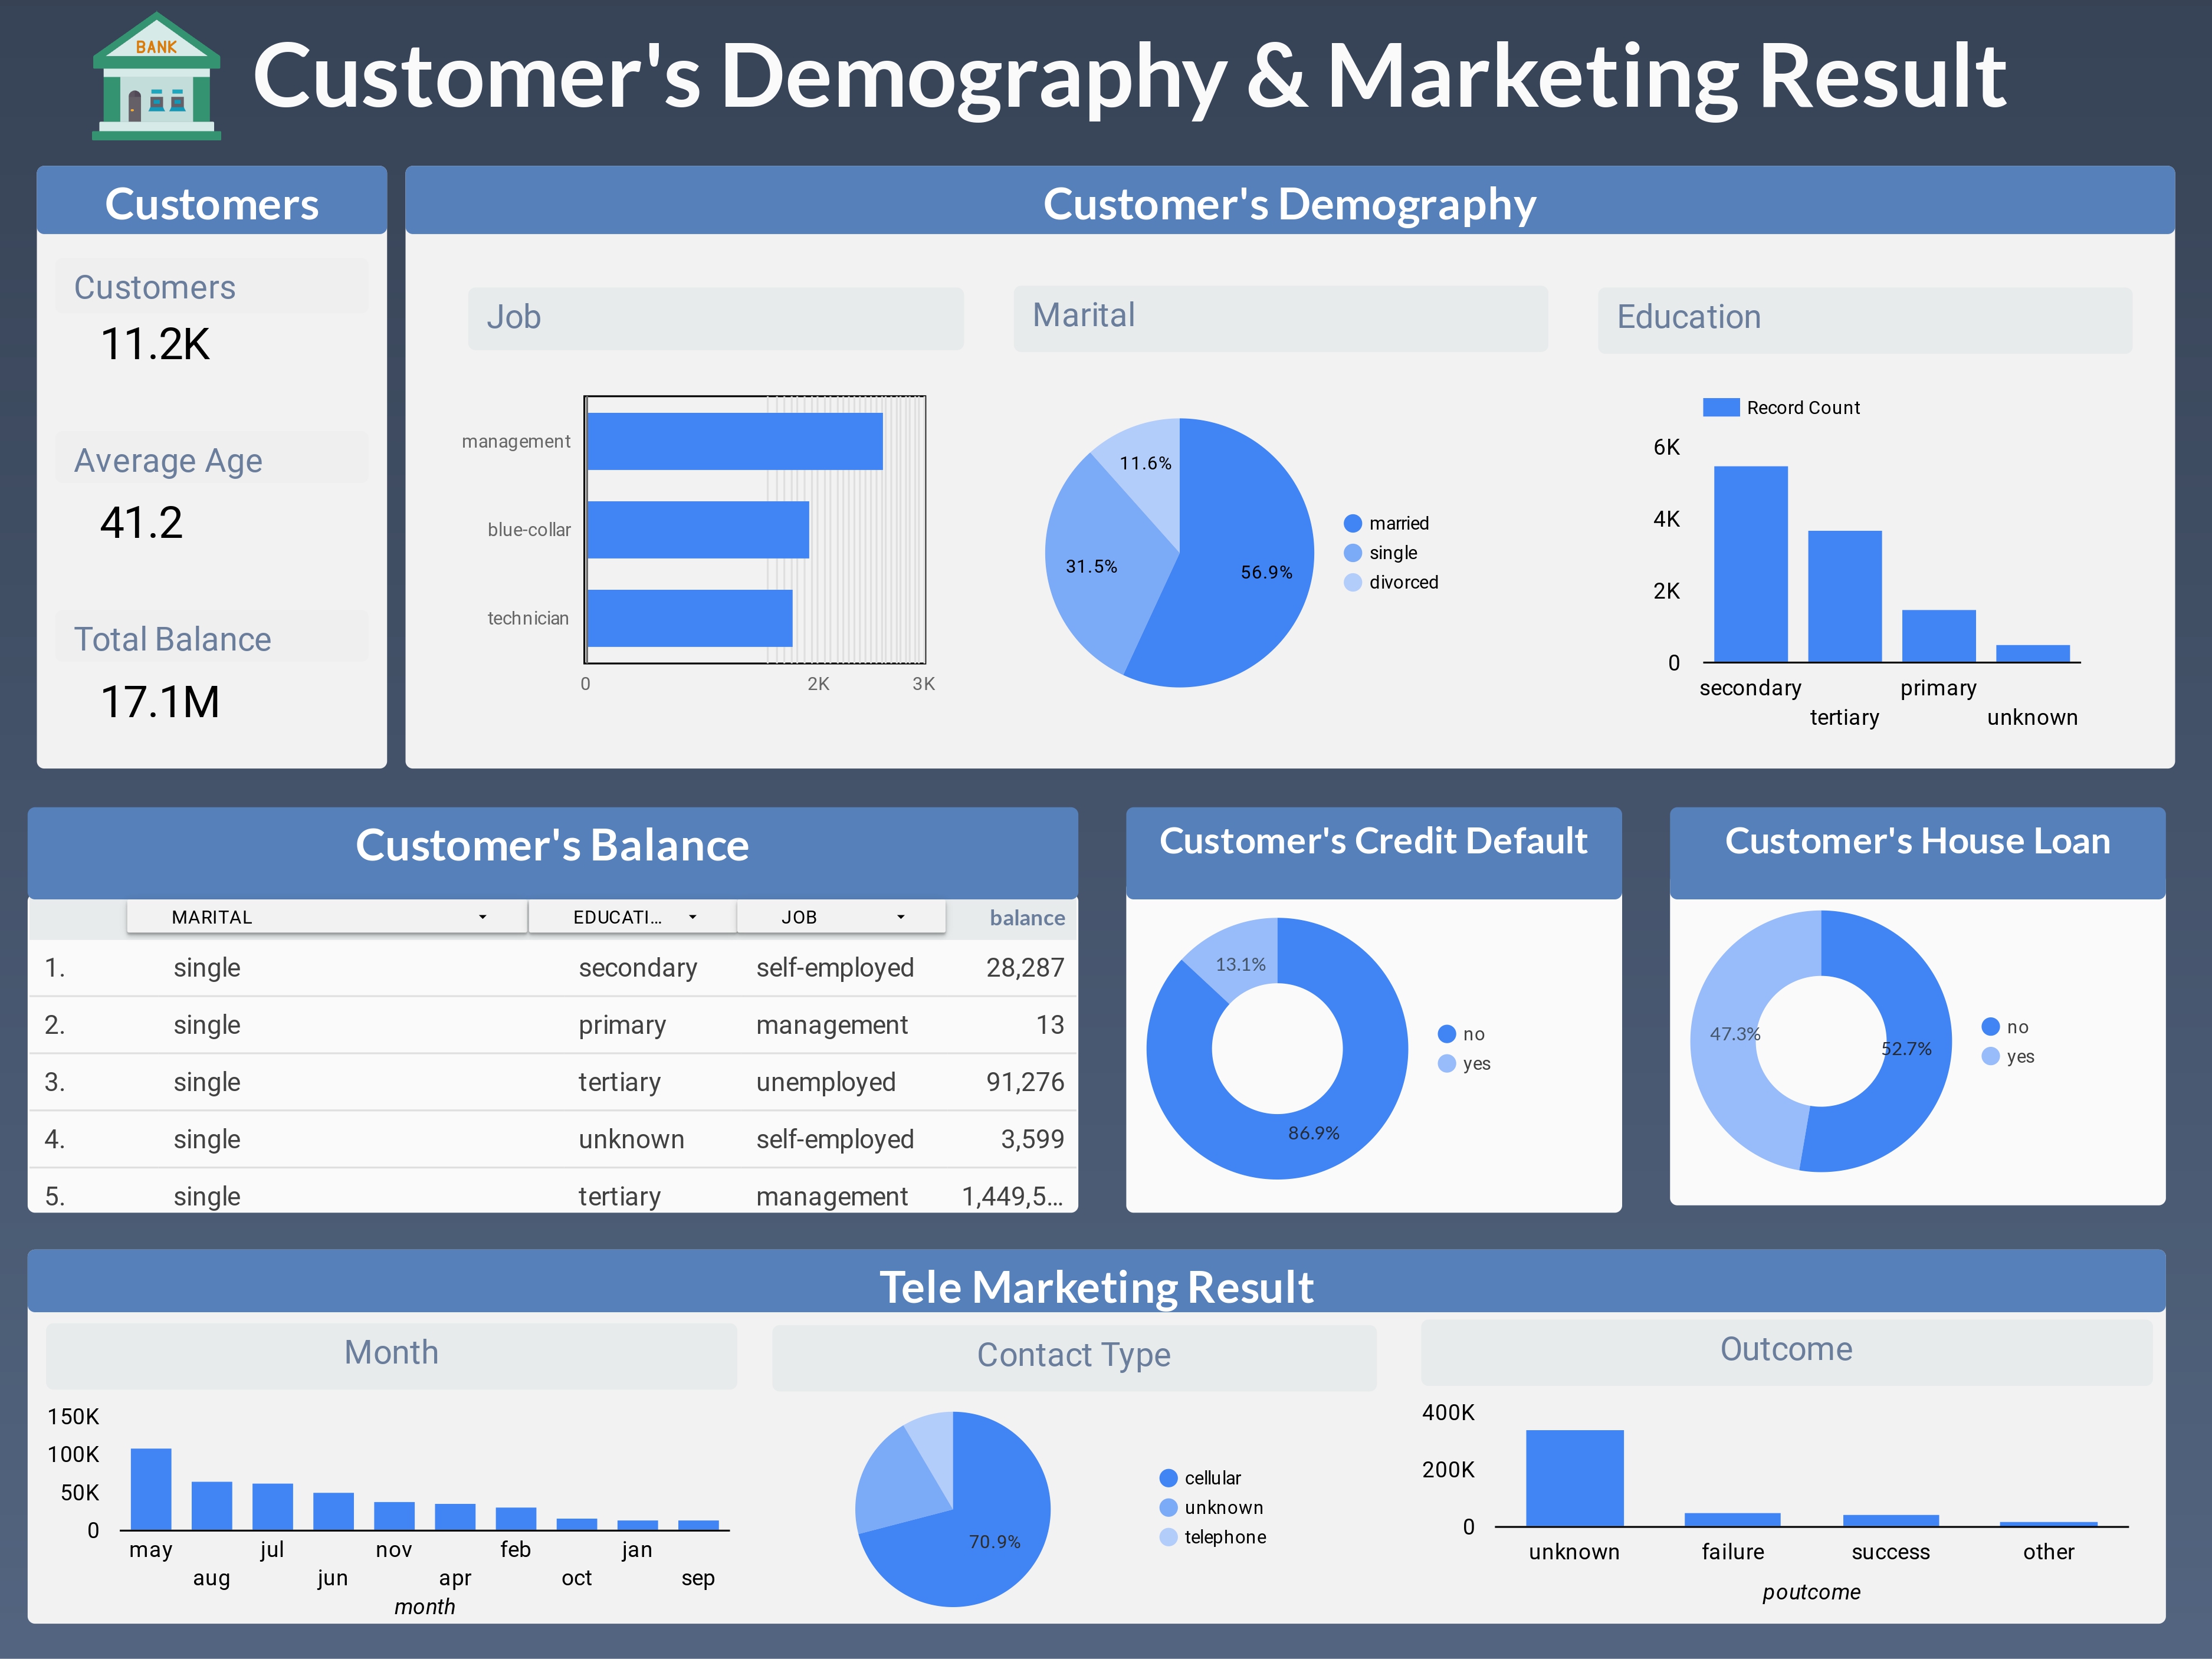 BANK
Customer's Demography & Marketing Result
Customers
Customers
11.2K
Average Age
41.2
Total Balance
17.1M
Customer's Demography
Job
management
blue-collar
technician
0 2K 3K
Marital
11.6%
31.5%
56.9%
married
single
divorced
Education
Record Count
6K
4K
2K
0
secondary
tertiary
primary
unknown
Customer's Balance
MARITAL EDUCATI... JOB balance
1. single secondary self-employed 28,287
2. single primary management 13
3. single tertiary unemployed 91,276
4. single unknown self-employed 3,599
5. single tertiary management 1,449,5...
Customer's Credit Default
13.1%
86.9%
no
yes
Customer's House Loan
47.3%
52.7%
no
yes
Tele Marketing Result
Month
150K
100K
50K
0
may jul nov feb jan
aug jun apr oct sep
month
Contact Type
70.9%
cellular
unknown
telephone
Outcome
400K
200K
0
unknown failure success other
poutcome